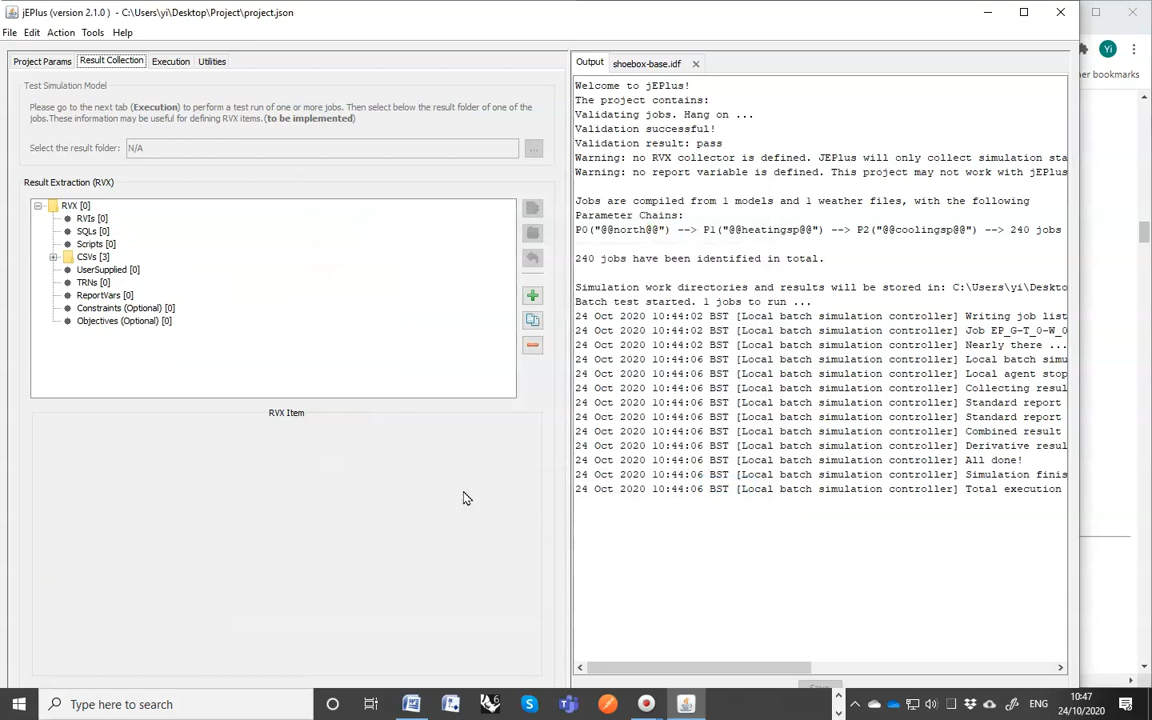 jEPlus (version 2.1.0 ) - C:\Users\yi\Desktop\Project\project.json
File Edit Action Tools Help
Project Params Result Collection Execution Utilities
Test Simulation Model
Please go to the next tab (Execution) to perform a test run of one or more jobs. Then select below the result folder of one of the
jobs.These information may be useful for defining RVX items.(to be implemented)
Select the result folder: N/A ...
Result Extraction (RVX)
RVX [0]
RVIs [0]
SQLs [0]
Scripts [0]
CSVs [3]
UserSupplied [0]
TRNs [0]
ReportVars [0]
Constraints (Optional) [0]
Objectives (Optional) [0]
RVX Item
Output shoebox-base.idf
Welcome to jEPlus!
The project contains:
Validating jobs. Hang on ...
Validation successful!
Validation result: pass
Warning: no RVX collector is defined. JEPlus will only collect simulation sta
Warning: no report variable is defined. This project may not work with jEPlus
Jobs are compiled from 1 models and 1 weather files, with the following
Parameter Chains:
P0("@@north@@") --> P1("@@heatingsp@@") --> P2("@@coolingsp@@") --> 240 jobs
240 jobs have been identified in total.
Simulation work directories and results will be stored in: C:\Users\yi\Deskto
Batch test started. 1 jobs to run ...
24 Oct 2020 10:44:02 BST [Local batch simulation controller] Writing job list
24 Oct 2020 10:44:02 BST [Local batch simulation controller] Job EP_G-T_0-W_0
24 Oct 2020 10:44:02 BST [Local batch simulation controller] Nearly there ...
24 Oct 2020 10:44:06 BST [Local batch simulation controller] Local batch simu
24 Oct 2020 10:44:06 BST [Local batch simulation controller] Local agent stop
24 Oct 2020 10:44:06 BST [Local batch simulation controller] Collecting resul
24 Oct 2020 10:44:06 BST [Local batch simulation controller] Standard report
24 Oct 2020 10:44:06 BST [Local batch simulation controller] Standard report
24 Oct 2020 10:44:06 BST [Local batch simulation controller] Combined result
24 Oct 2020 10:44:06 BST [Local batch simulation controller] Derivative resul
24 Oct 2020 10:44:06 BST [Local batch simulation controller] All done!
24 Oct 2020 10:44:06 BST [Local batch simulation controller] Simulation finis
24 Oct 2020 10:44:06 BST [Local batch simulation controller] Total execution
Yi
her bookmarks
Type here to search
ENG
10:47
24/10/2020